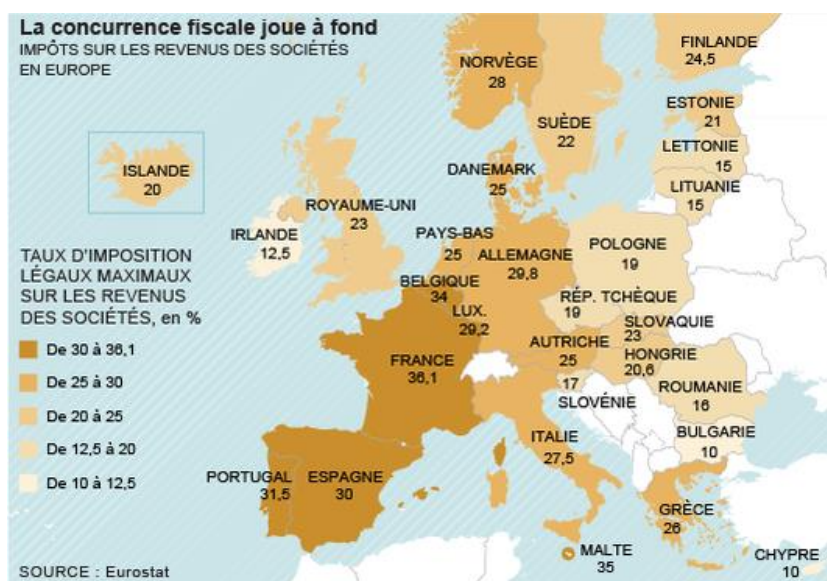 La concurrence fiscale joue à fond
IMPÔTS SUR LES REVENUS DES SOCIÉTÉS
EN EUROPE
FINLANDE
24,5
NORVÈGE
28
ESTONIE
21
SUÈDE
22
LETTONIE
15
ISLANDE
20
DANEMARK
25
LITUANIE
15
ROYAUME-UNI
23
IRLANDE
12,5
PAYS-BAS
25
ALLEMAGNE
29,8
POLOGNE
19
BELGIQUE
34
RÉP. TCHÈQUE
19
LUX.
29,2
SLOVAQUIE
23
AUTRICHE
25
HONGRIE
20,6
FRANCE
36,1
17
SLOVÉNIE
ROUMANIE
16
BULGARIE
10
ITALIE
27,5
PORTUGAL
31,5
ESPAGNE
30
GRÈCE
26
MALTE
35
CHYPRE
10
TAUX D'IMPOSITION
LÉGAUX MAXIMAUX
SUR LES REVENUS
DES SOCIÉTÉS, en %
De 30 à 36,1
De 25 à 30
De 20 à 25
De 12,5 à 20
De 10 à 12,5
SOURCE : Eurostat